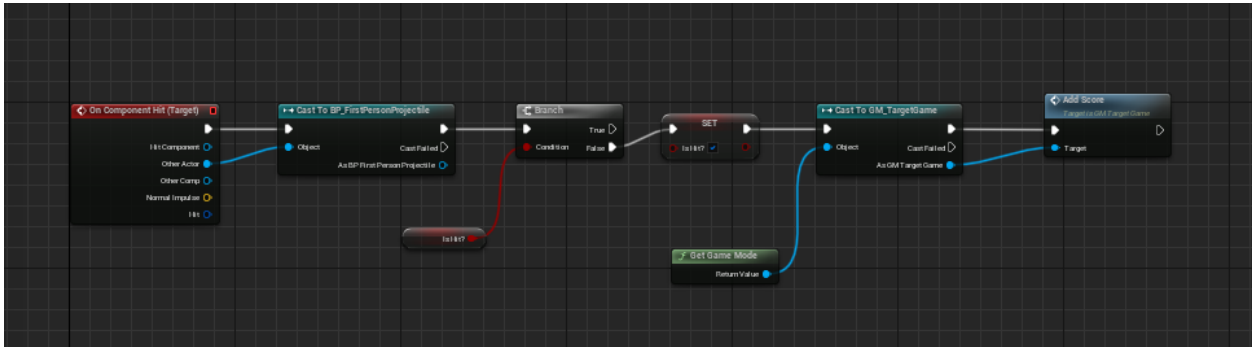 On Component Hit (Target)
Hit Component
Other Actor
Other Comp
Normal Impulse
Hit
Cast To BP_FirstPersonProjectile
Object
Cast Failed
As BP First Person Projectile
Branch
True
Condition
False
Is Hit?
SET
Is Hit?
Get Game Mode
Return Value
Cast To GM_TargetGame
Object
Cast Failed
As GM Target Game
Add Score
Target is GM Target Game
Target